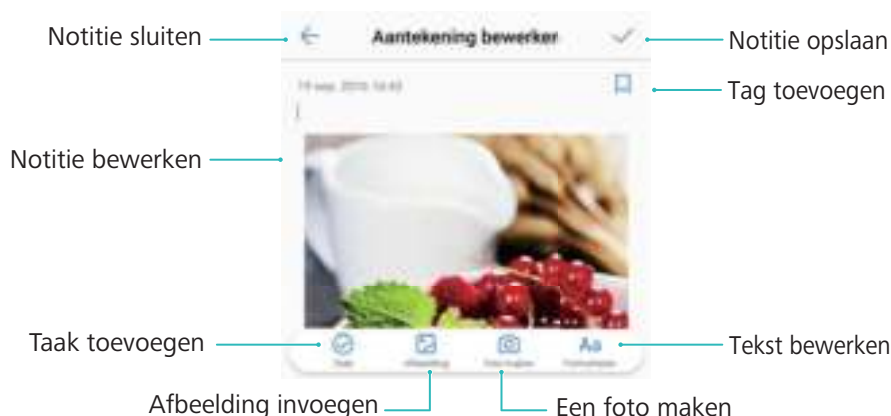 Notitie sluiten
Aantekening bewerker
Notitie opslaan
Tag toevoegen
Notitie bewerken
Taak toevoegen
Aa
Tekst bewerken
Afbeelding invoegen
Een foto maken